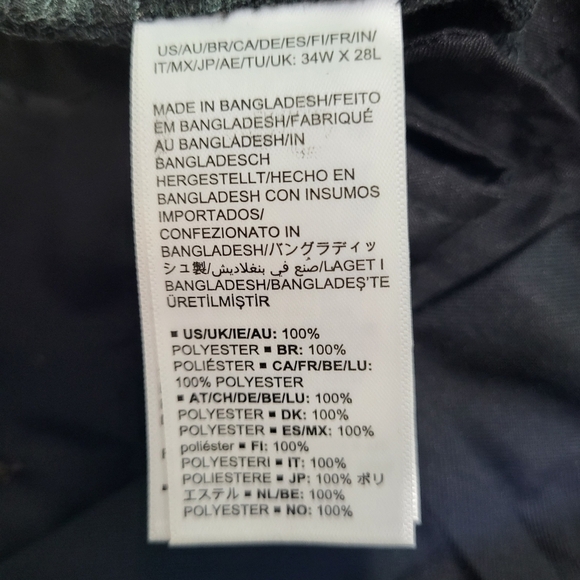 US/AU/BR/CA/DE/ES/FI/FR/IN/
IT/MX/JP/AE/TU/UK: 34W X 28L
MADE IN BANGLADESH/FEITO
EM BANGLADESH/FABRIQUÉ
AU BANGLADESH/IN
BANGLADESCH
HERGESTELLT/HECHO EN
BANGLADESH CON INSUMOS
IMPORTADOS/
CONFEZIONATO IN
BANGLADESH/バングラディッ
シュ製/صُنع في بنغلاديش/LAGET I
BANGLADESH/BANGLADEŞ'TE
ÜRETİLMİŞTİR
▪ US/UK/IE/AU: 100%
POLYESTER ▪ BR: 100%
POLIÉSTER ▪ CA/FR/BE/LU:
100% POLYESTER
▪ AT/CH/DE/BE/LU: 100%
POLYESTER ▪ DK: 100%
POLYESTER ▪ ES/MX: 100%
poliéster ▪ FI: 100%
POLYESTERI ▪ IT: 100%
POLIESTERE ▪ JP: 100% ポリ
エステル ▪ NL/BE: 100%
POLYESTER ▪ NO: 100%